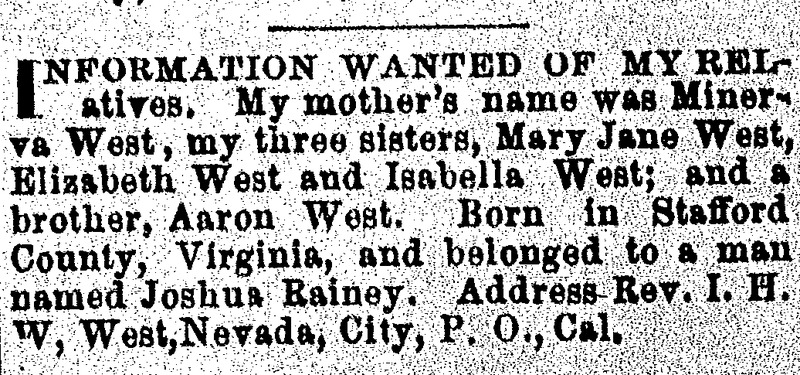 INFORMATION WANTED OF MY REL-
atives. My mother's name was Miner-
va West, my three sisters, Mary Jane West,
Elizabeth West and Isabella West; and a
brother, Aaron West. Born in Stafford
County, Virginia, and belonged to a man
named Joshua Rainey. Address Rev. I. H.
W, West, Nevada, City, P. O., Cal.